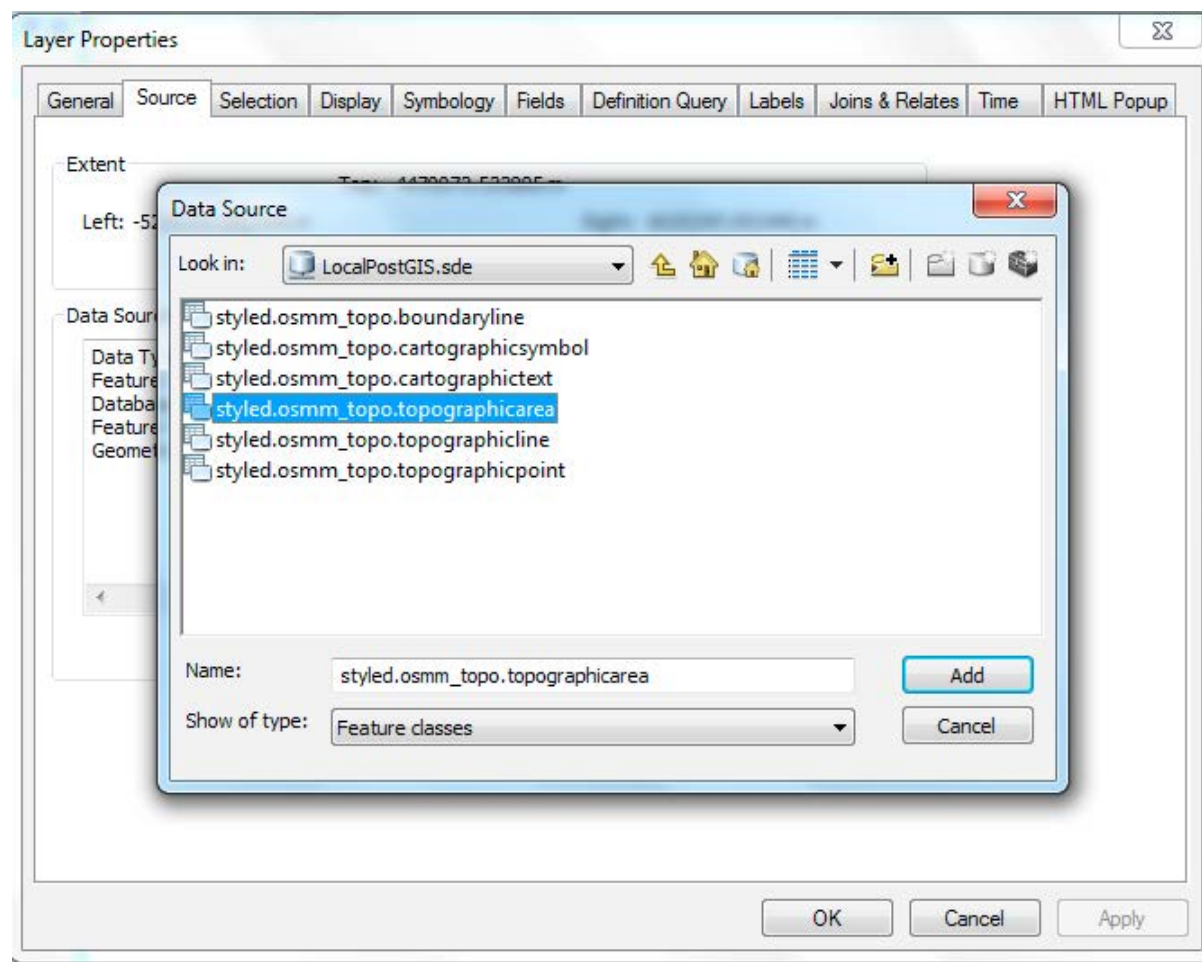 Layer Properties
General Source Selection Display Symbology Fields Definition Query Labels Joins & Relates Time HTML Popup
Extent
Left: -52
Data Source
Look in: LocalPostGIS.sde
styled.osmm_topo.boundaryline
styled.osmm_topo.cartographicsymbol
styled.osmm_topo.cartographictext
styled.osmm_topo.topographicarea
styled.osmm_topo.topographicline
styled.osmm_topo.topographicpoint
Data Sour
Data Ty
Feature
Databa
Feature
Geomet
Name: styled.osmm_topo.topographicarea
Add
Show of type: Feature classes
Cancel
OK Cancel Apply